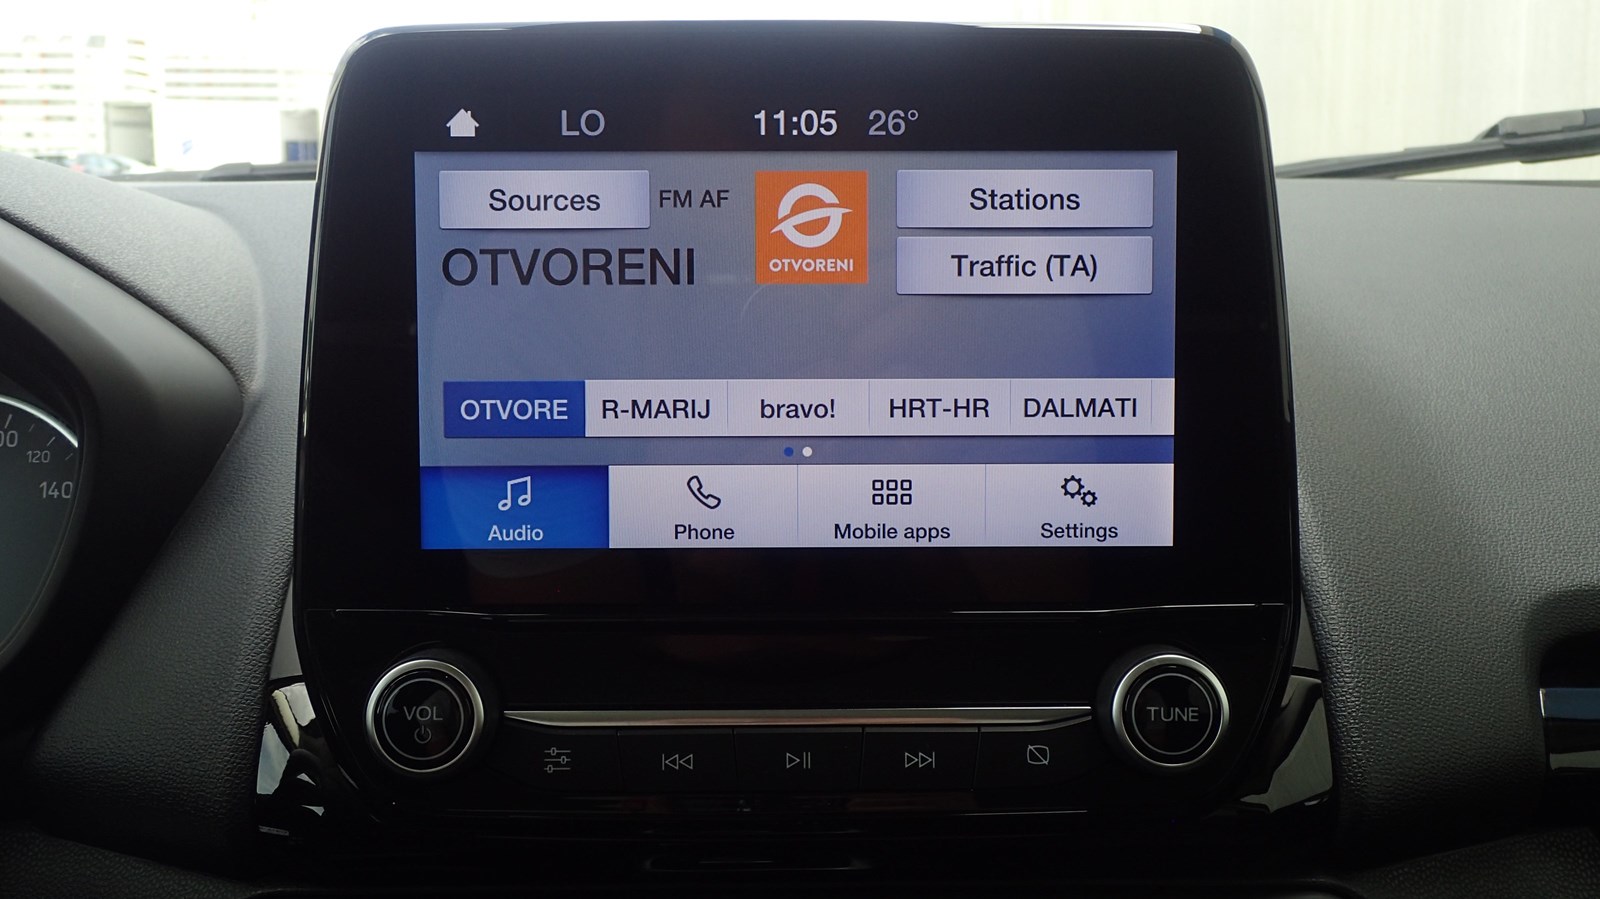 LO 11:05 26°
Sources FM AF OTVORENI Stations
OTVORENI Traffic (TA)
OTVORE R-MARIJ bravo! HRT-HR DALMATI
Audio Phone Mobile apps Settings
120
140
VOL TUNE